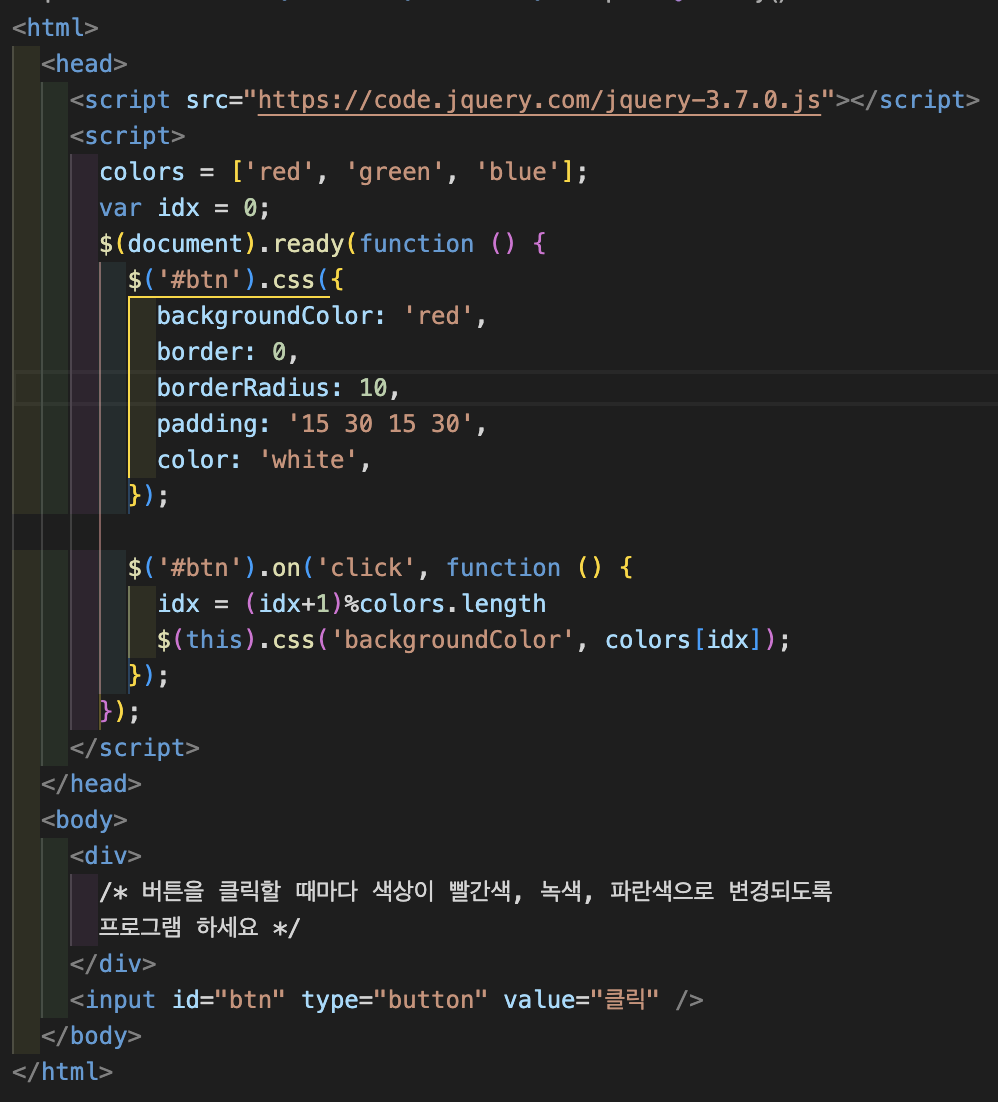 <html>
<head>
<script src="https://code.jquery.com/jquery-3.7.0.js"></script>
<script>
colors = ['red', 'green', 'blue'];
var idx = 0;
$(document).ready(function () {
$('#btn').css({
backgroundColor: 'red',
border: 0,
borderRadius: 10,
padding: '15 30 15 30',
color: 'white',
});
$('#btn').on('click', function () {
idx = (idx+1)%colors.length
$(this).css('backgroundColor', colors[idx]);
});
});
</script>
</head>
<body>
<div>
/* 버튼을 클릭할 때마다 색상이 빨간색, 녹색, 파란색으로 변경되도록
프로그램 하세요 */
</div>
<input id="btn" type="button" value="클릭" />
</body>
</html>